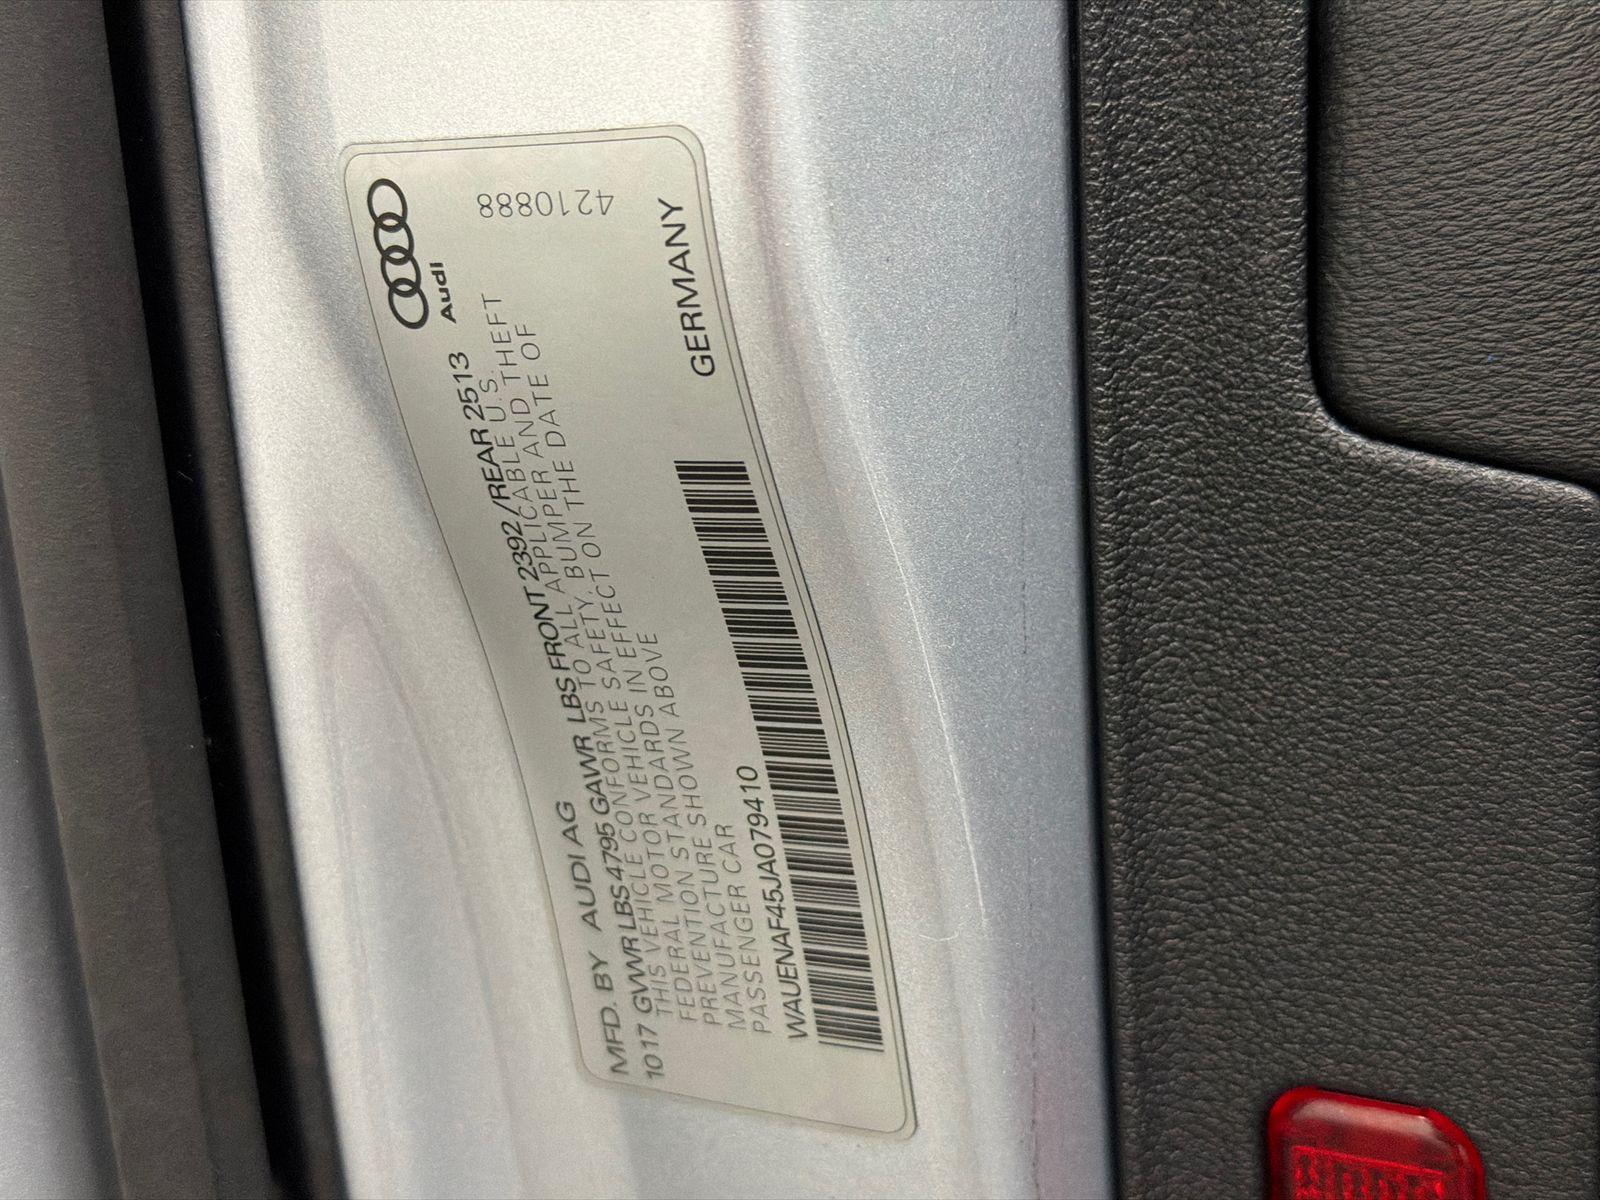 Audi
4210888
MFD. BY AUDI AG
10 17 GVWR LBS 4795 GAWR LBS FRONT 2392 /REAR 2513
THIS VEHICLE CONFORMS TO ALL APPLICABLE U.S.
FEDERAL MOTOR VEHICLE SAFETY, BUMPER AND THEFT
PREVENTION STANDARDS IN EFFECT ON THE DATE OF
MANUFACTURE SHOWN ABOVE
PASSENGER CAR
WAUENAF45JA079410
GERMANY